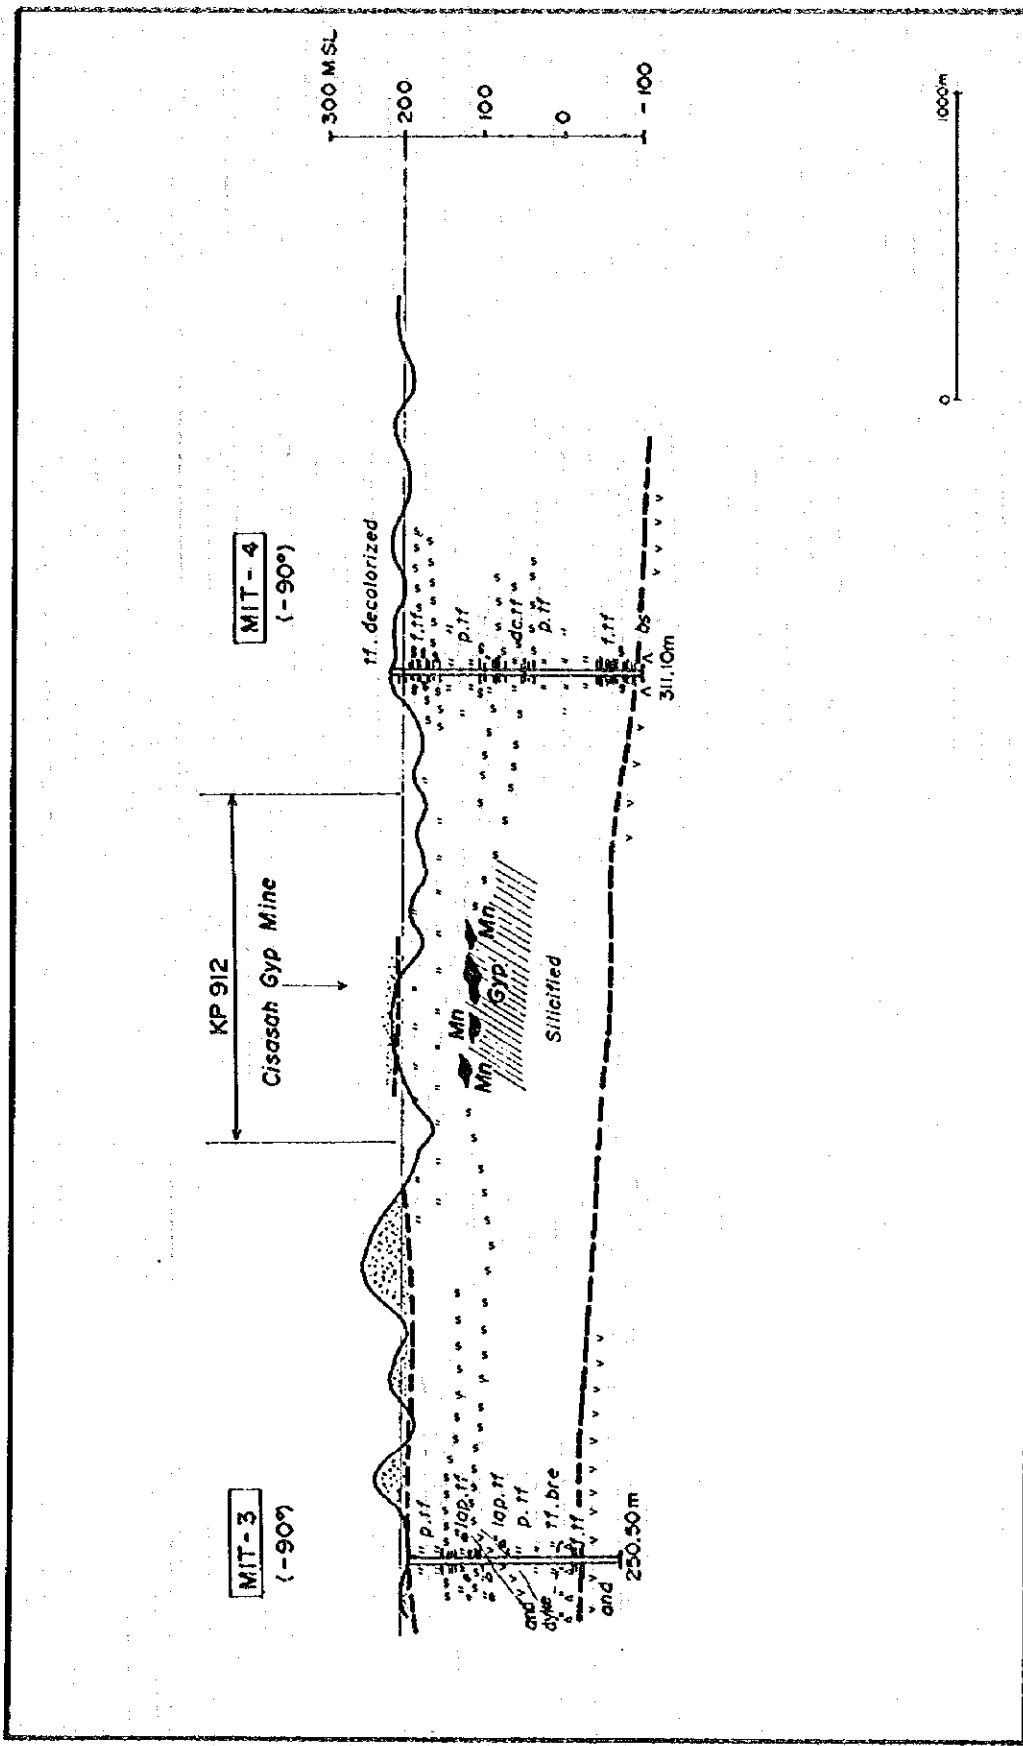 MIT-3
(-90°)
KP 912
Cisasah Gyp Mine
MIT-4
(-90°)
300 M.SL
200
100
0
-100
tf. decolorized
p.tf
lap.tf
lap.tf
p.tf
tf.bre
f.tf
and
dyke
and
250.50m
Mn
Mn
Gyp
Mn
Silicified
f.tf
p.tf
dc.tf
p.tf
f.tf
bs
311.10m
0
1000m